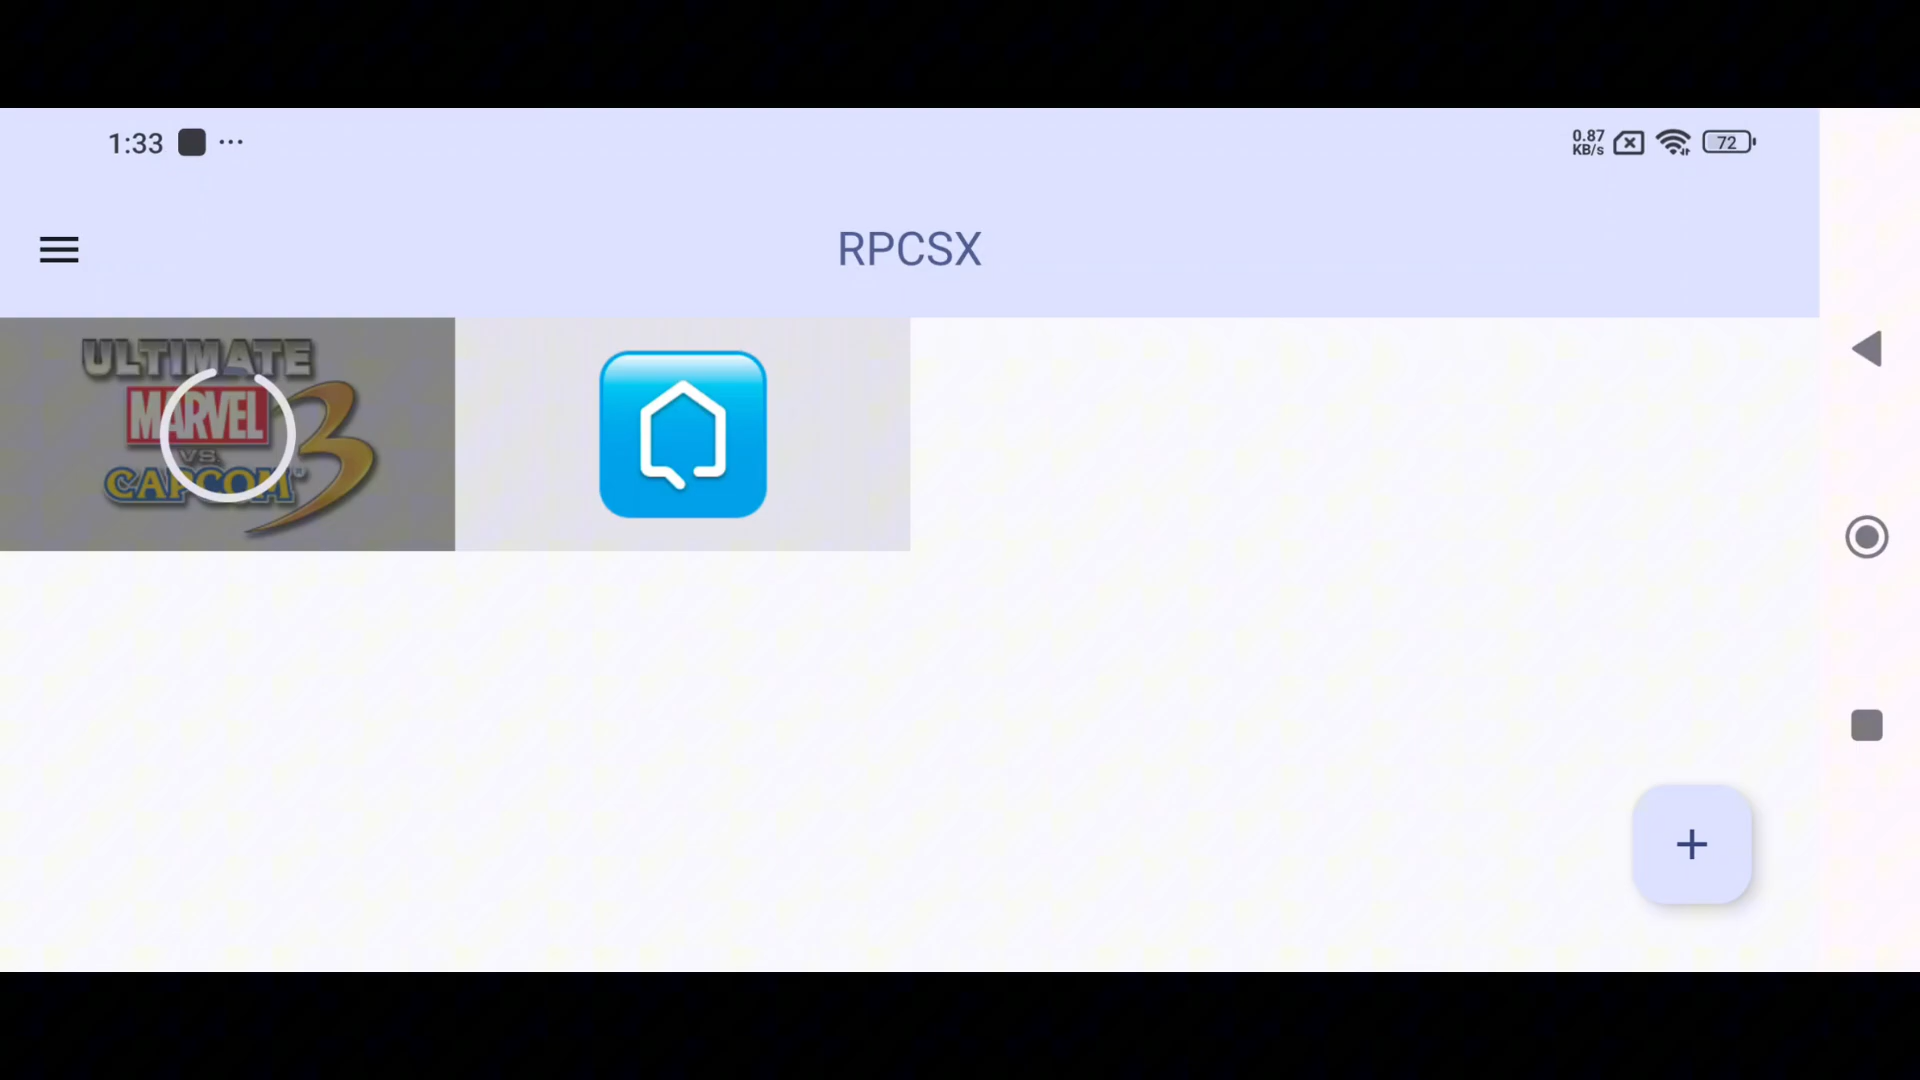 1:33 ... 0.87 KB/s 72
RPCSX
ULTIMATE
MARVEL
VS. 3
CAPCOM